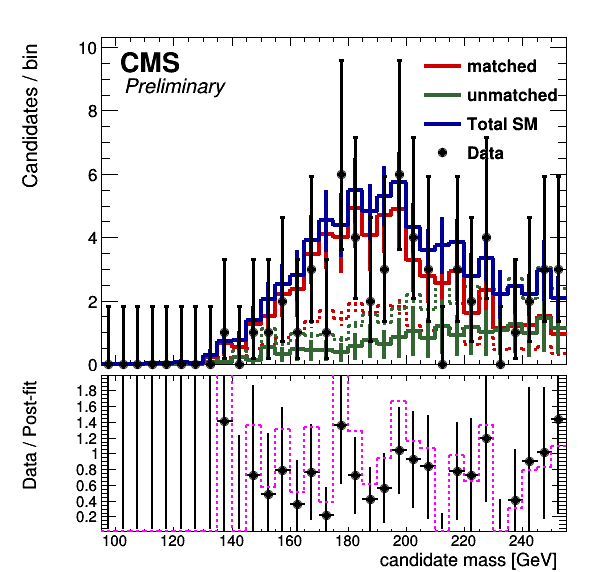 CMS
Preliminary
matched
unmatched
Total SM
Data
Candidates / bin
10
8
6
4
2
0
Data / Post-fit
1.8
1.6
1.4
1.2
1
0.8
0.6
0.4
0.2
100 120 140 160 180 200 220 240
candidate mass [GeV]